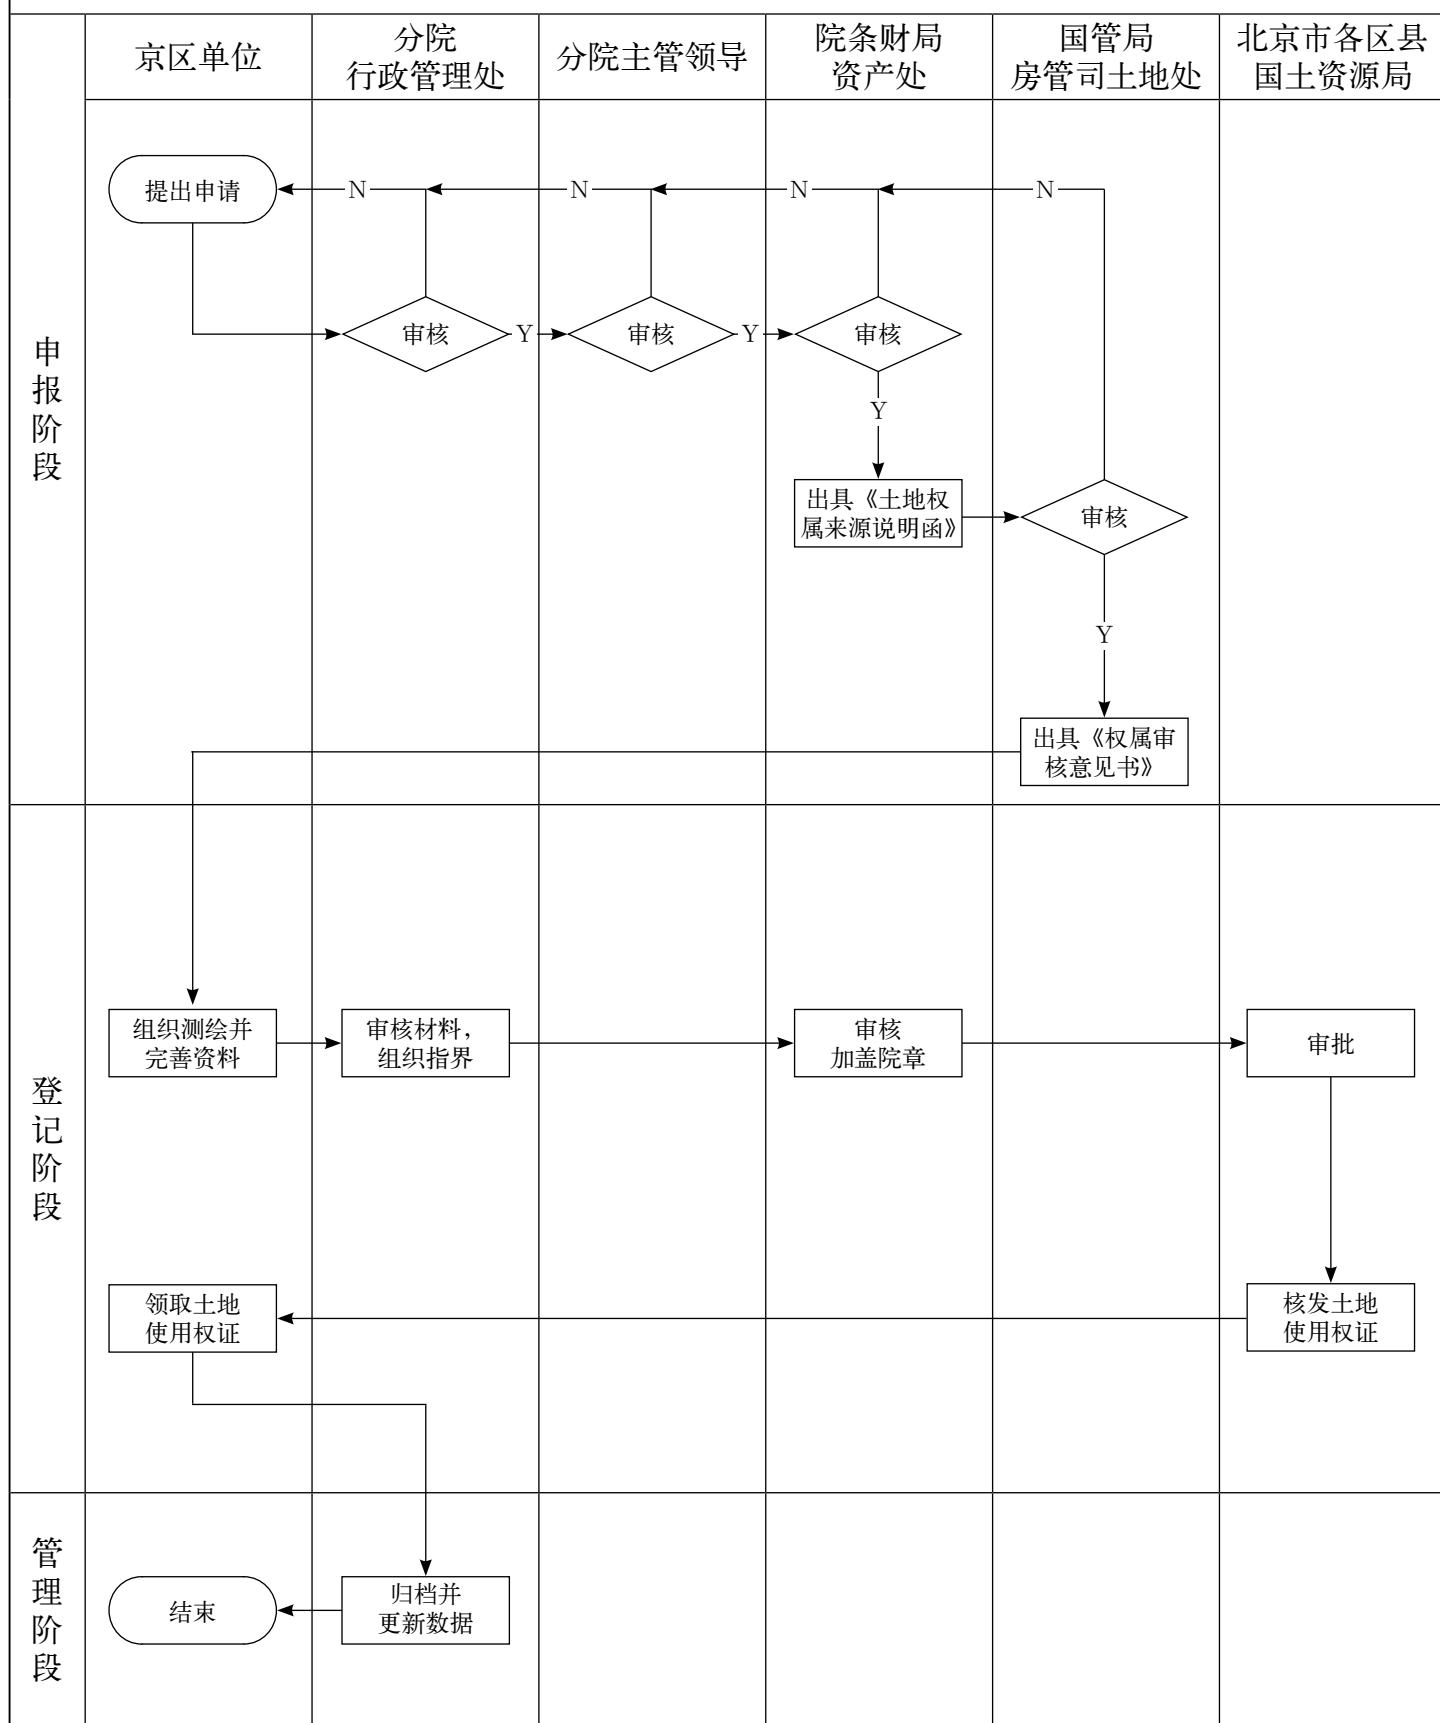 京区单位
分院
行政管理处
分院主管领导
院条财局
资产处
国管局
房管司土地处
北京市各区县
国土资源局
申报阶段
提出申请
N
N
N
N
审核
Y
审核
Y
审核
Y
出具《土地权
属来源说明函》
审核
Y
出具《权属审
核意见书》
登记阶段
组织测绘并
完善资料
审核材料，
组织指界
审核
加盖院章
审批
领取土地
使用权证
核发土地
使用权证
管理阶段
结束
归档并
更新数据